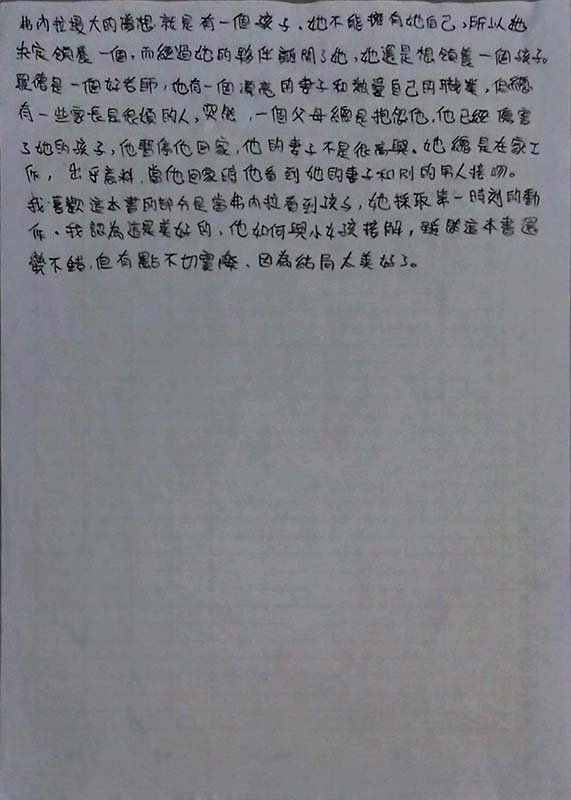 弗內拉最大的夢想就是有一個孩子、她不能擁有她自己,所以她
決定領養一個,而經過她的夥伴離開了她,她還是想領養一個孩子。
羅德是一個好老師,他有一個漂亮的妻子和熱愛自己的職業,但總
有一些家長是很煩的人,突然,一個父母總是抱怨他,他已經傷害
了她的孩子,他暫停他回家,他的妻子不是很高興。她總是在家工
作,出乎意料,當他回家時他看到她的妻子和別的男人接吻。
我喜歡這本書的部分是當弗內拉看到孩子,她採取第一時刻的動
作。我認為這是美好的,他如何與小女孩搭解,雖然這本書還
蠻不錯,但有點不切實際、因為結局太美好了。